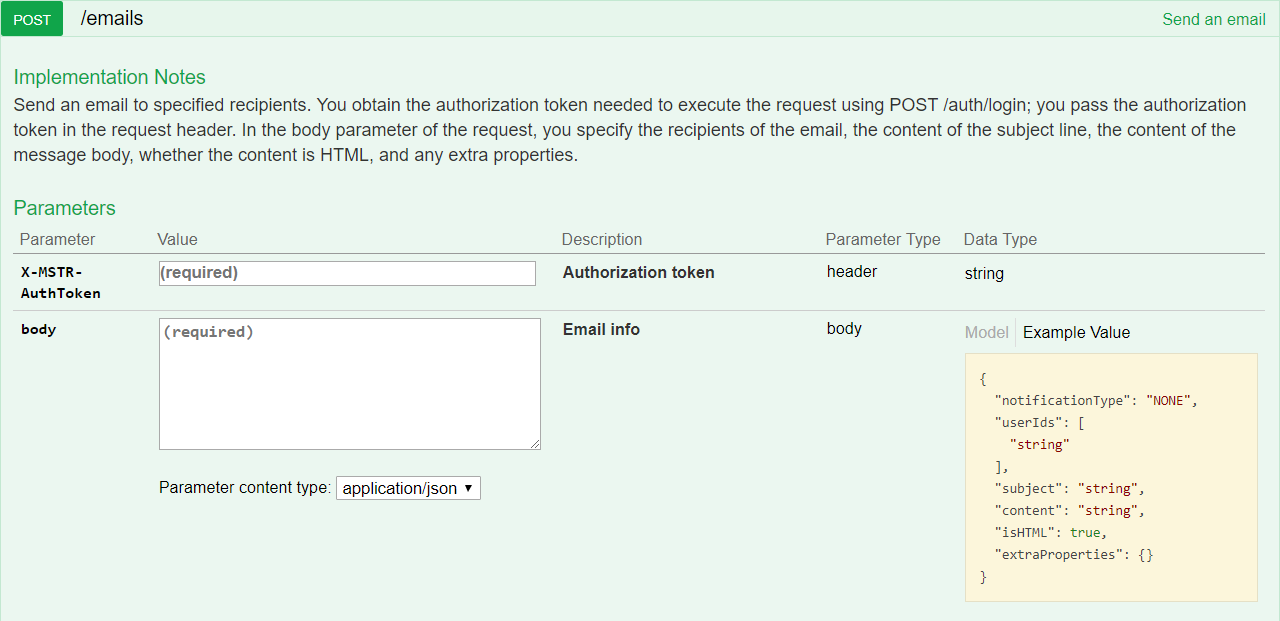 POST /emails Send an email
Implementation Notes
Send an email to specified recipients. You obtain the authorization token needed to execute the request using POST /auth/login; you pass the authorization
token in the request header. In the body parameter of the request, you specify the recipients of the email, the content of the subject line, the content of the
message body, whether the content is HTML, and any extra properties.
Parameters
Parameter Value Description Parameter Type Data Type
X-MSTR-
AuthToken
(required) Authorization token header string
body (required) Email info body Model Example Value
{
"notificationType": "NONE",
"userIds": [
"string"
],
"subject": "string",
"content": "string",
"isHTML": true,
"extraProperties": {}
}
Parameter content type: application/json